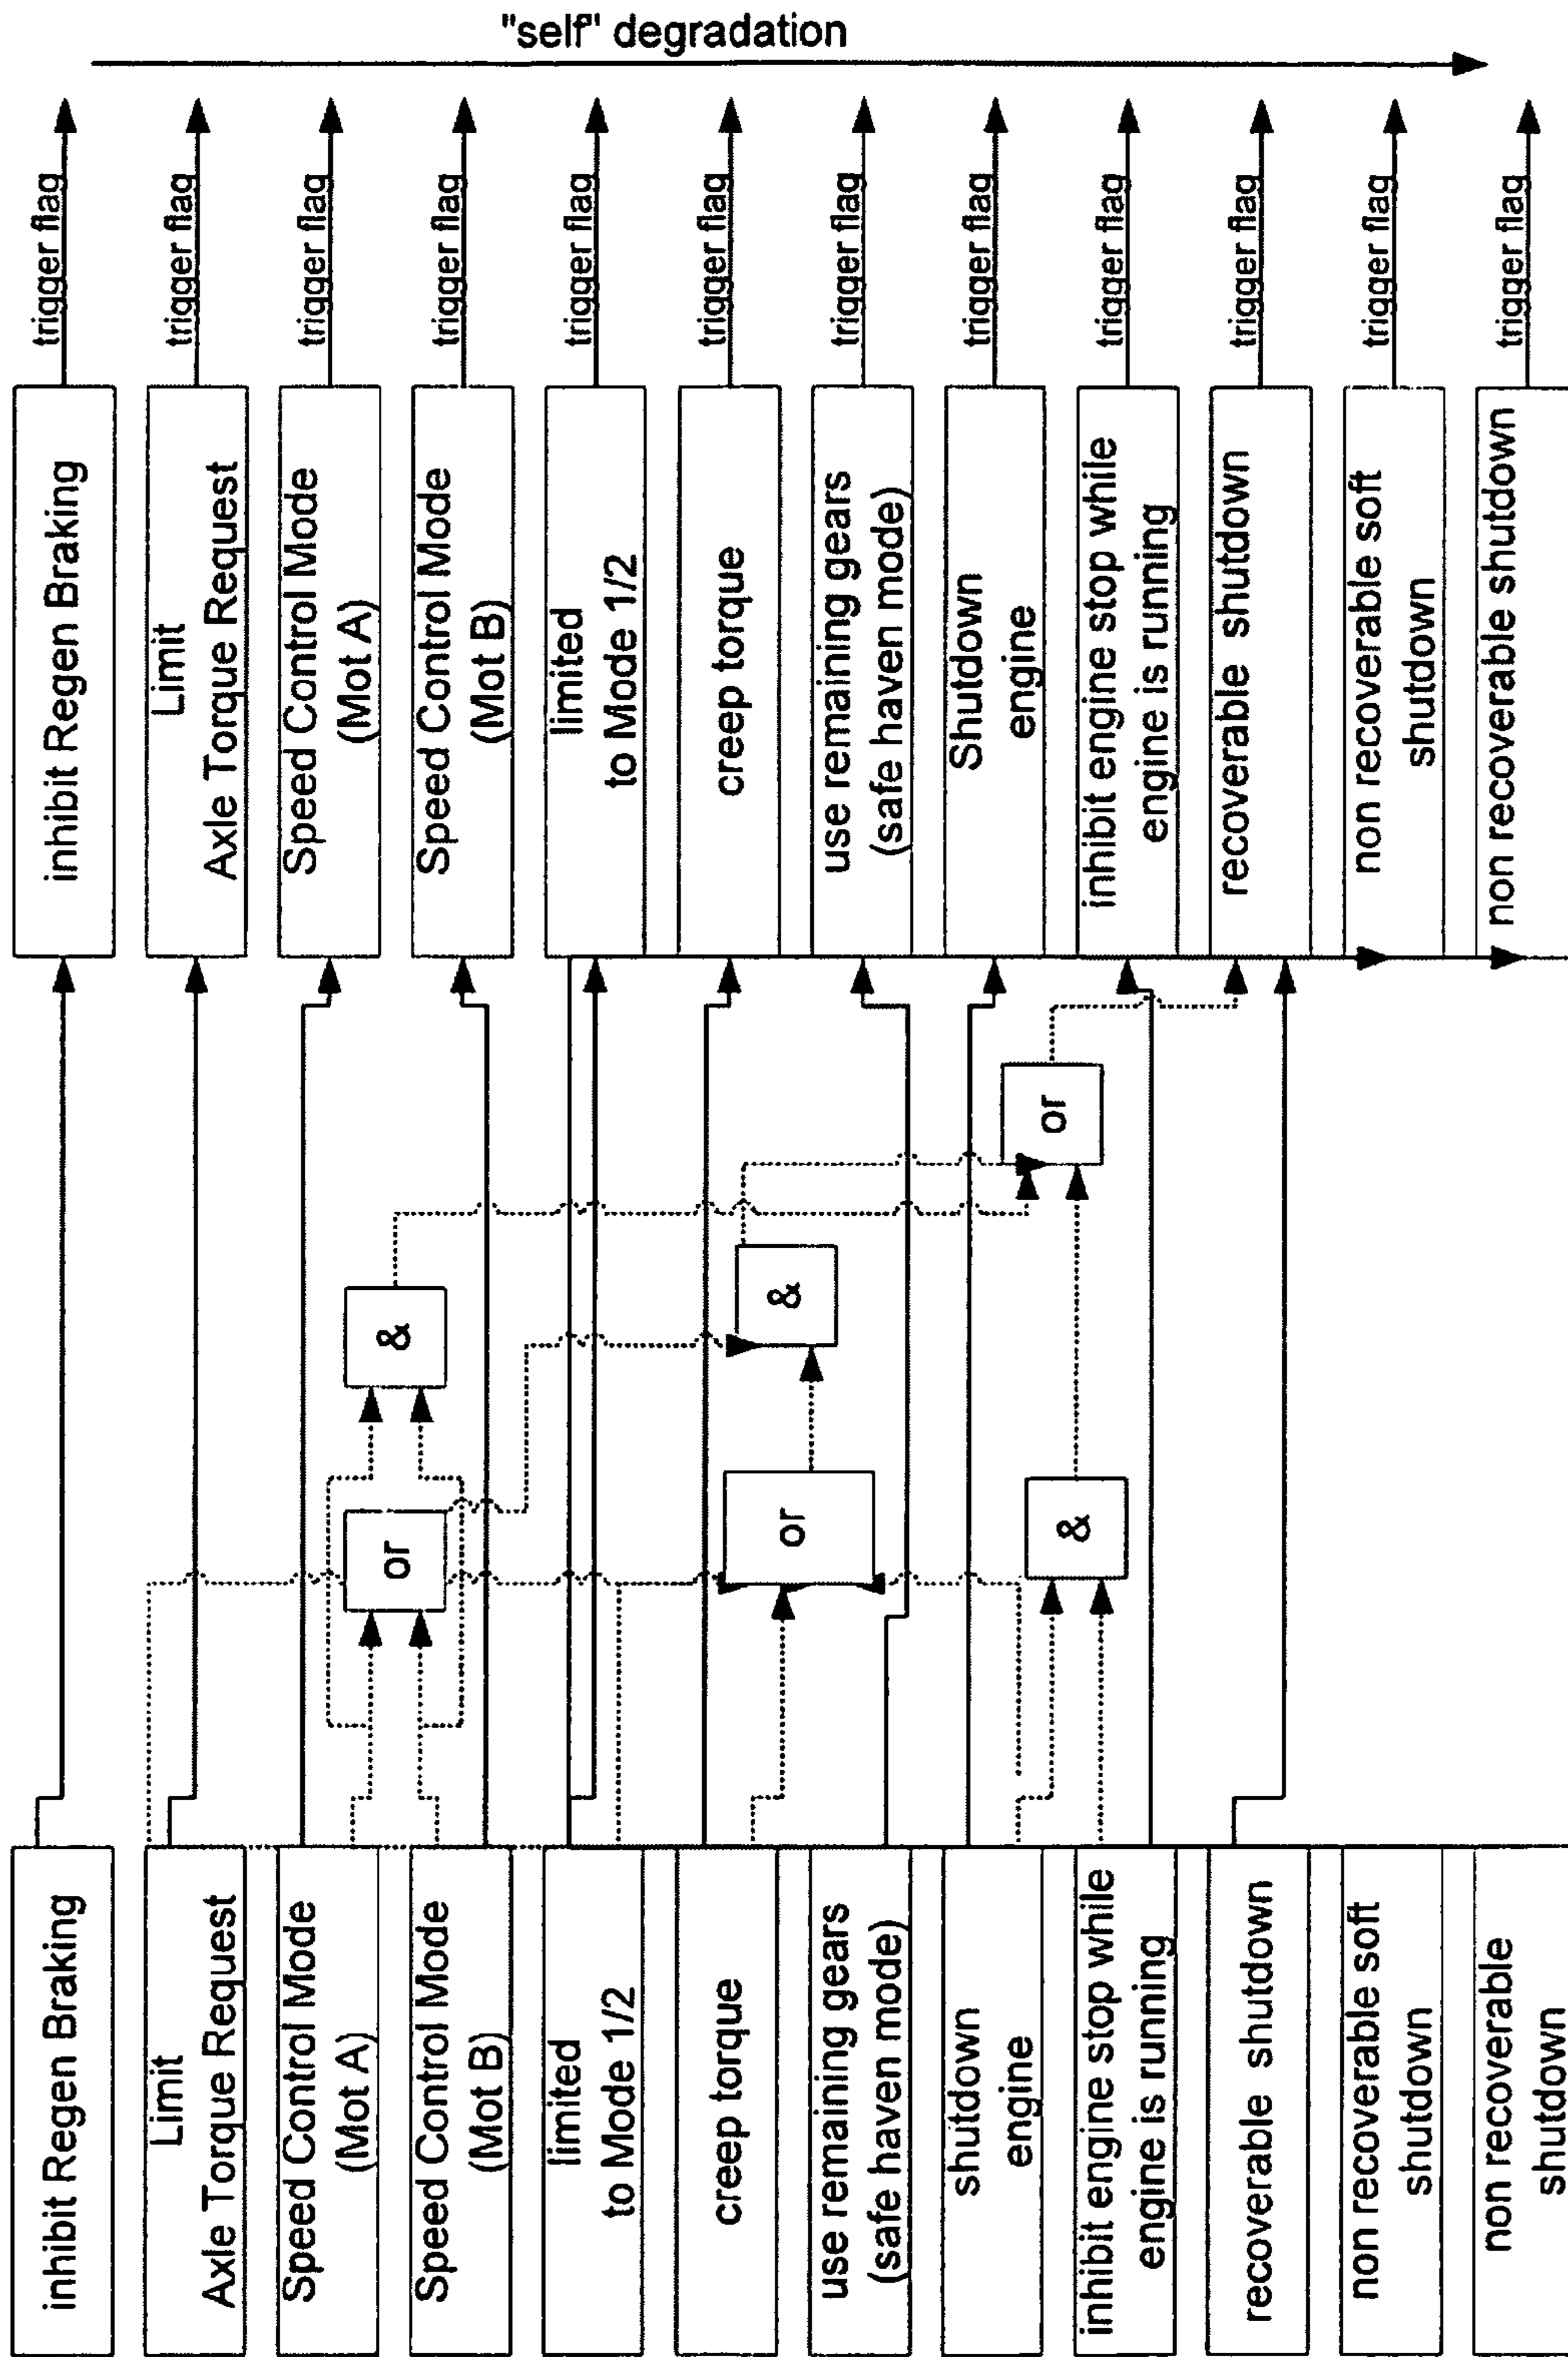 "self" degradation
trigger flag
trigger flag
trigger flag
trigger flag
trigger flag
trigger flag
trigger flag
trigger flag
trigger flag
trigger flag
trigger flag
trigger flag
inhibit Regen Braking
Limit
Axle Torque Request
Speed Control Mode
(Mot A)
Speed Control Mode
(Mot B)
limited
to Mode 1/2
creep torque
use remaining gears
(safe haven mode)
Shutdown
engine
inhibit engine stop while
engine is running
recoverable shutdown
non recoverable soft
shutdown
non recoverable shutdown
or
&
&
or
or
&
inhibit Regen Braking
Limit
Axle Torque Request
Speed Control Mode
(Mot A)
Speed Control Mode
(Mot B)
limited
to Mode 1/2
creep torque
use remaining gears
(safe haven mode)
shutdown
engine
inhibit engine stop while
engine is running
recoverable shutdown
non recoverable soft
shutdown
non recoverable
shutdown